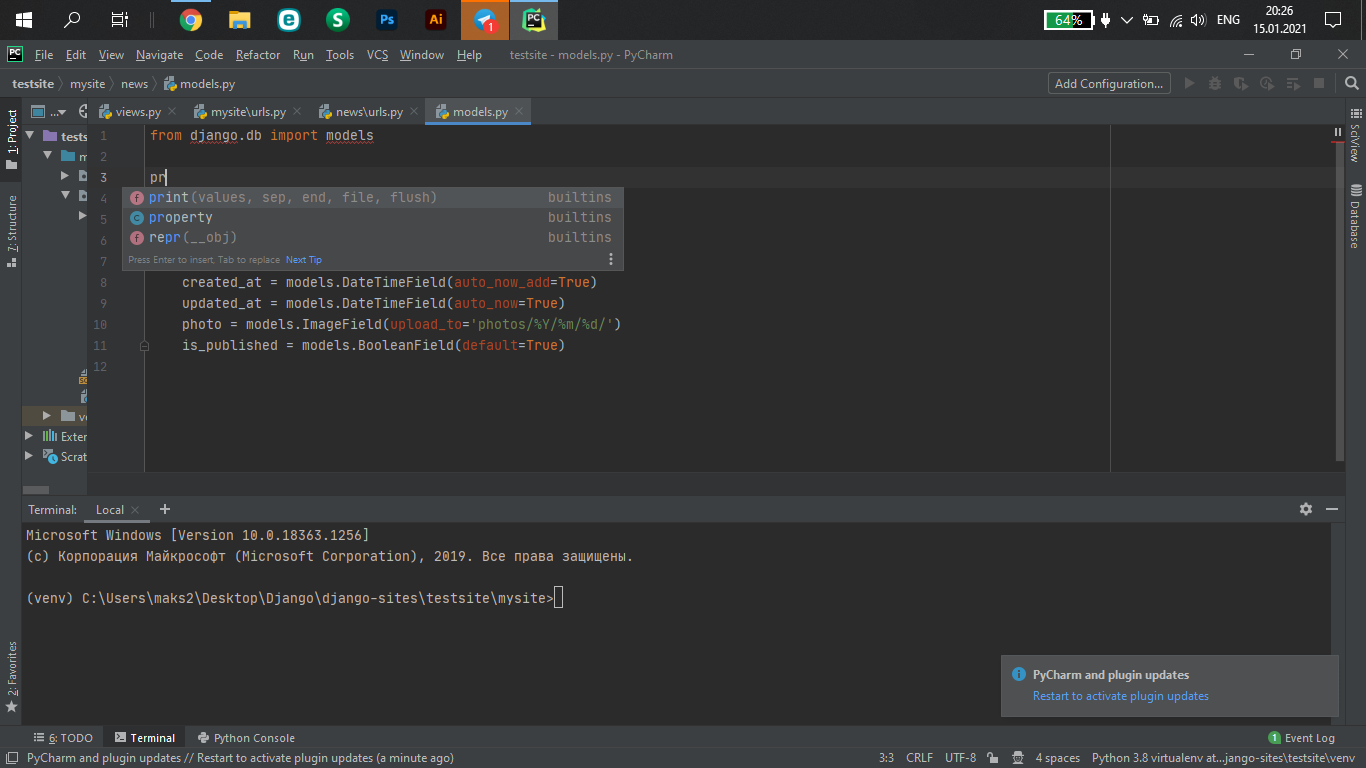 64%
ENG
20:26
15.01.2021
Ps
Ai
1
PC
File Edit View Navigate Code Refactor Run Tools VCS Window Help testsite - models.py - PyCharm
testsite mysite news models.py Add Configuration...
1: Project
... views.py mysite\urls.py news\urls.py models.py
tests
m
ve
Exter
Scrat
1 from django.db import models
2
3 pr
4 print(values, sep, end, file, flush) builtins
5 property builtins
6 repr(__obj) builtins
7 Press Enter to insert, Tab to replace Next Tip
8 created_at = models.DateTimeField(auto_now_add=True)
9 updated_at = models.DateTimeField(auto_now=True)
10 photo = models.ImageField(upload_to='photos/%Y/%m/%d/')
11 is_published = models.BooleanField(default=True)
12
SciView
Database
7: Structure
2: Favorites
Terminal: Local +
Microsoft Windows [Version 10.0.18363.1256]
(c) Корпорация Майкрософт (Microsoft Corporation), 2019. Все права защищены.
(venv) C:\Users\maks2\Desktop\Django\django-sites\testsite\mysite>
PyCharm and plugin updates
Restart to activate plugin updates
6: TODO Terminal Python Console 1 Event Log
PyCharm and plugin updates // Restart to activate plugin updates (a minute ago) 3:3 CRLF UTF-8 4 spaces Python 3.8 virtualenv at...jango-sites\testsite\venv